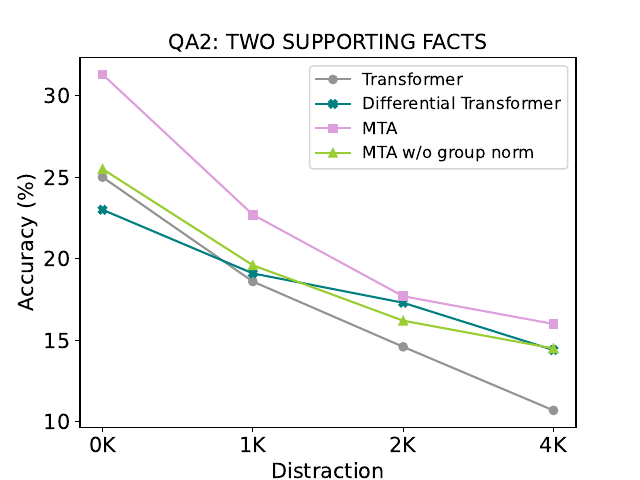 QA2: TWO SUPPORTING FACTS
Transformer
Differential Transformer
MTA
MTA w/o group norm
Accuracy (%)
30
25
20
15
10
0K 1K 2K 4K
Distraction